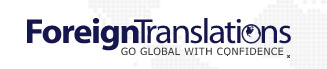 ForeignTranslations
GO GLOBAL WITH CONFIDENCE